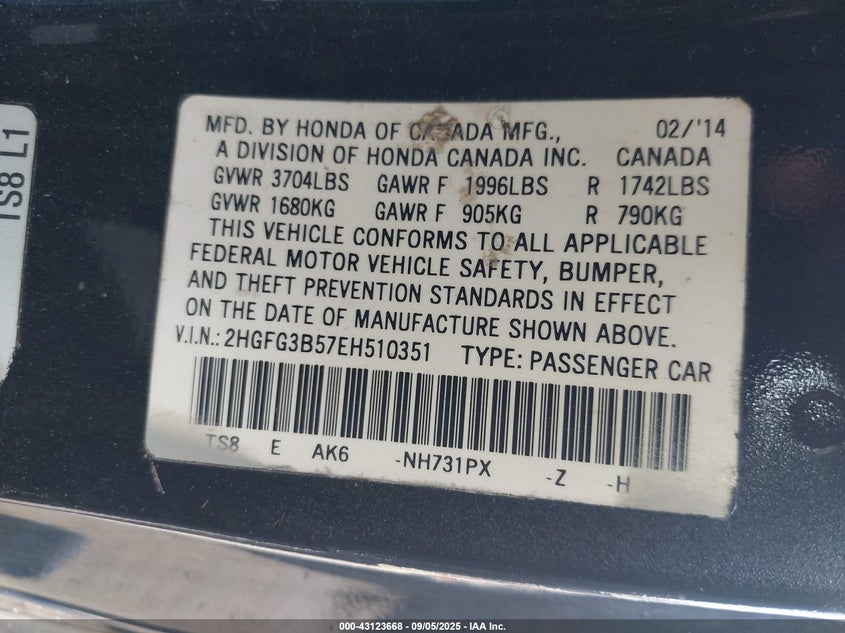 TS8 L1
MFD. BY HONDA OF CANADA MFG., 02/'14
A DIVISION OF HONDA CANADA INC. CANADA
GVWR 3704LBS GAWR F 1996LBS R 1742LBS
GVWR 1680KG GAWR F 905KG R 790KG
THIS VEHICLE CONFORMS TO ALL APPLICABLE
FEDERAL MOTOR VEHICLE SAFETY, BUMPER,
AND THEFT PREVENTION STANDARDS IN EFFECT
ON THE DATE OF MANUFACTURE SHOWN ABOVE.
V.I.N.: 2HGFG3B57EH510351 TYPE: PASSENGER CAR
TS8 E AK6 -NH731PX -Z -H
000-43123668 - 09/05/2025 - IAA Inc.